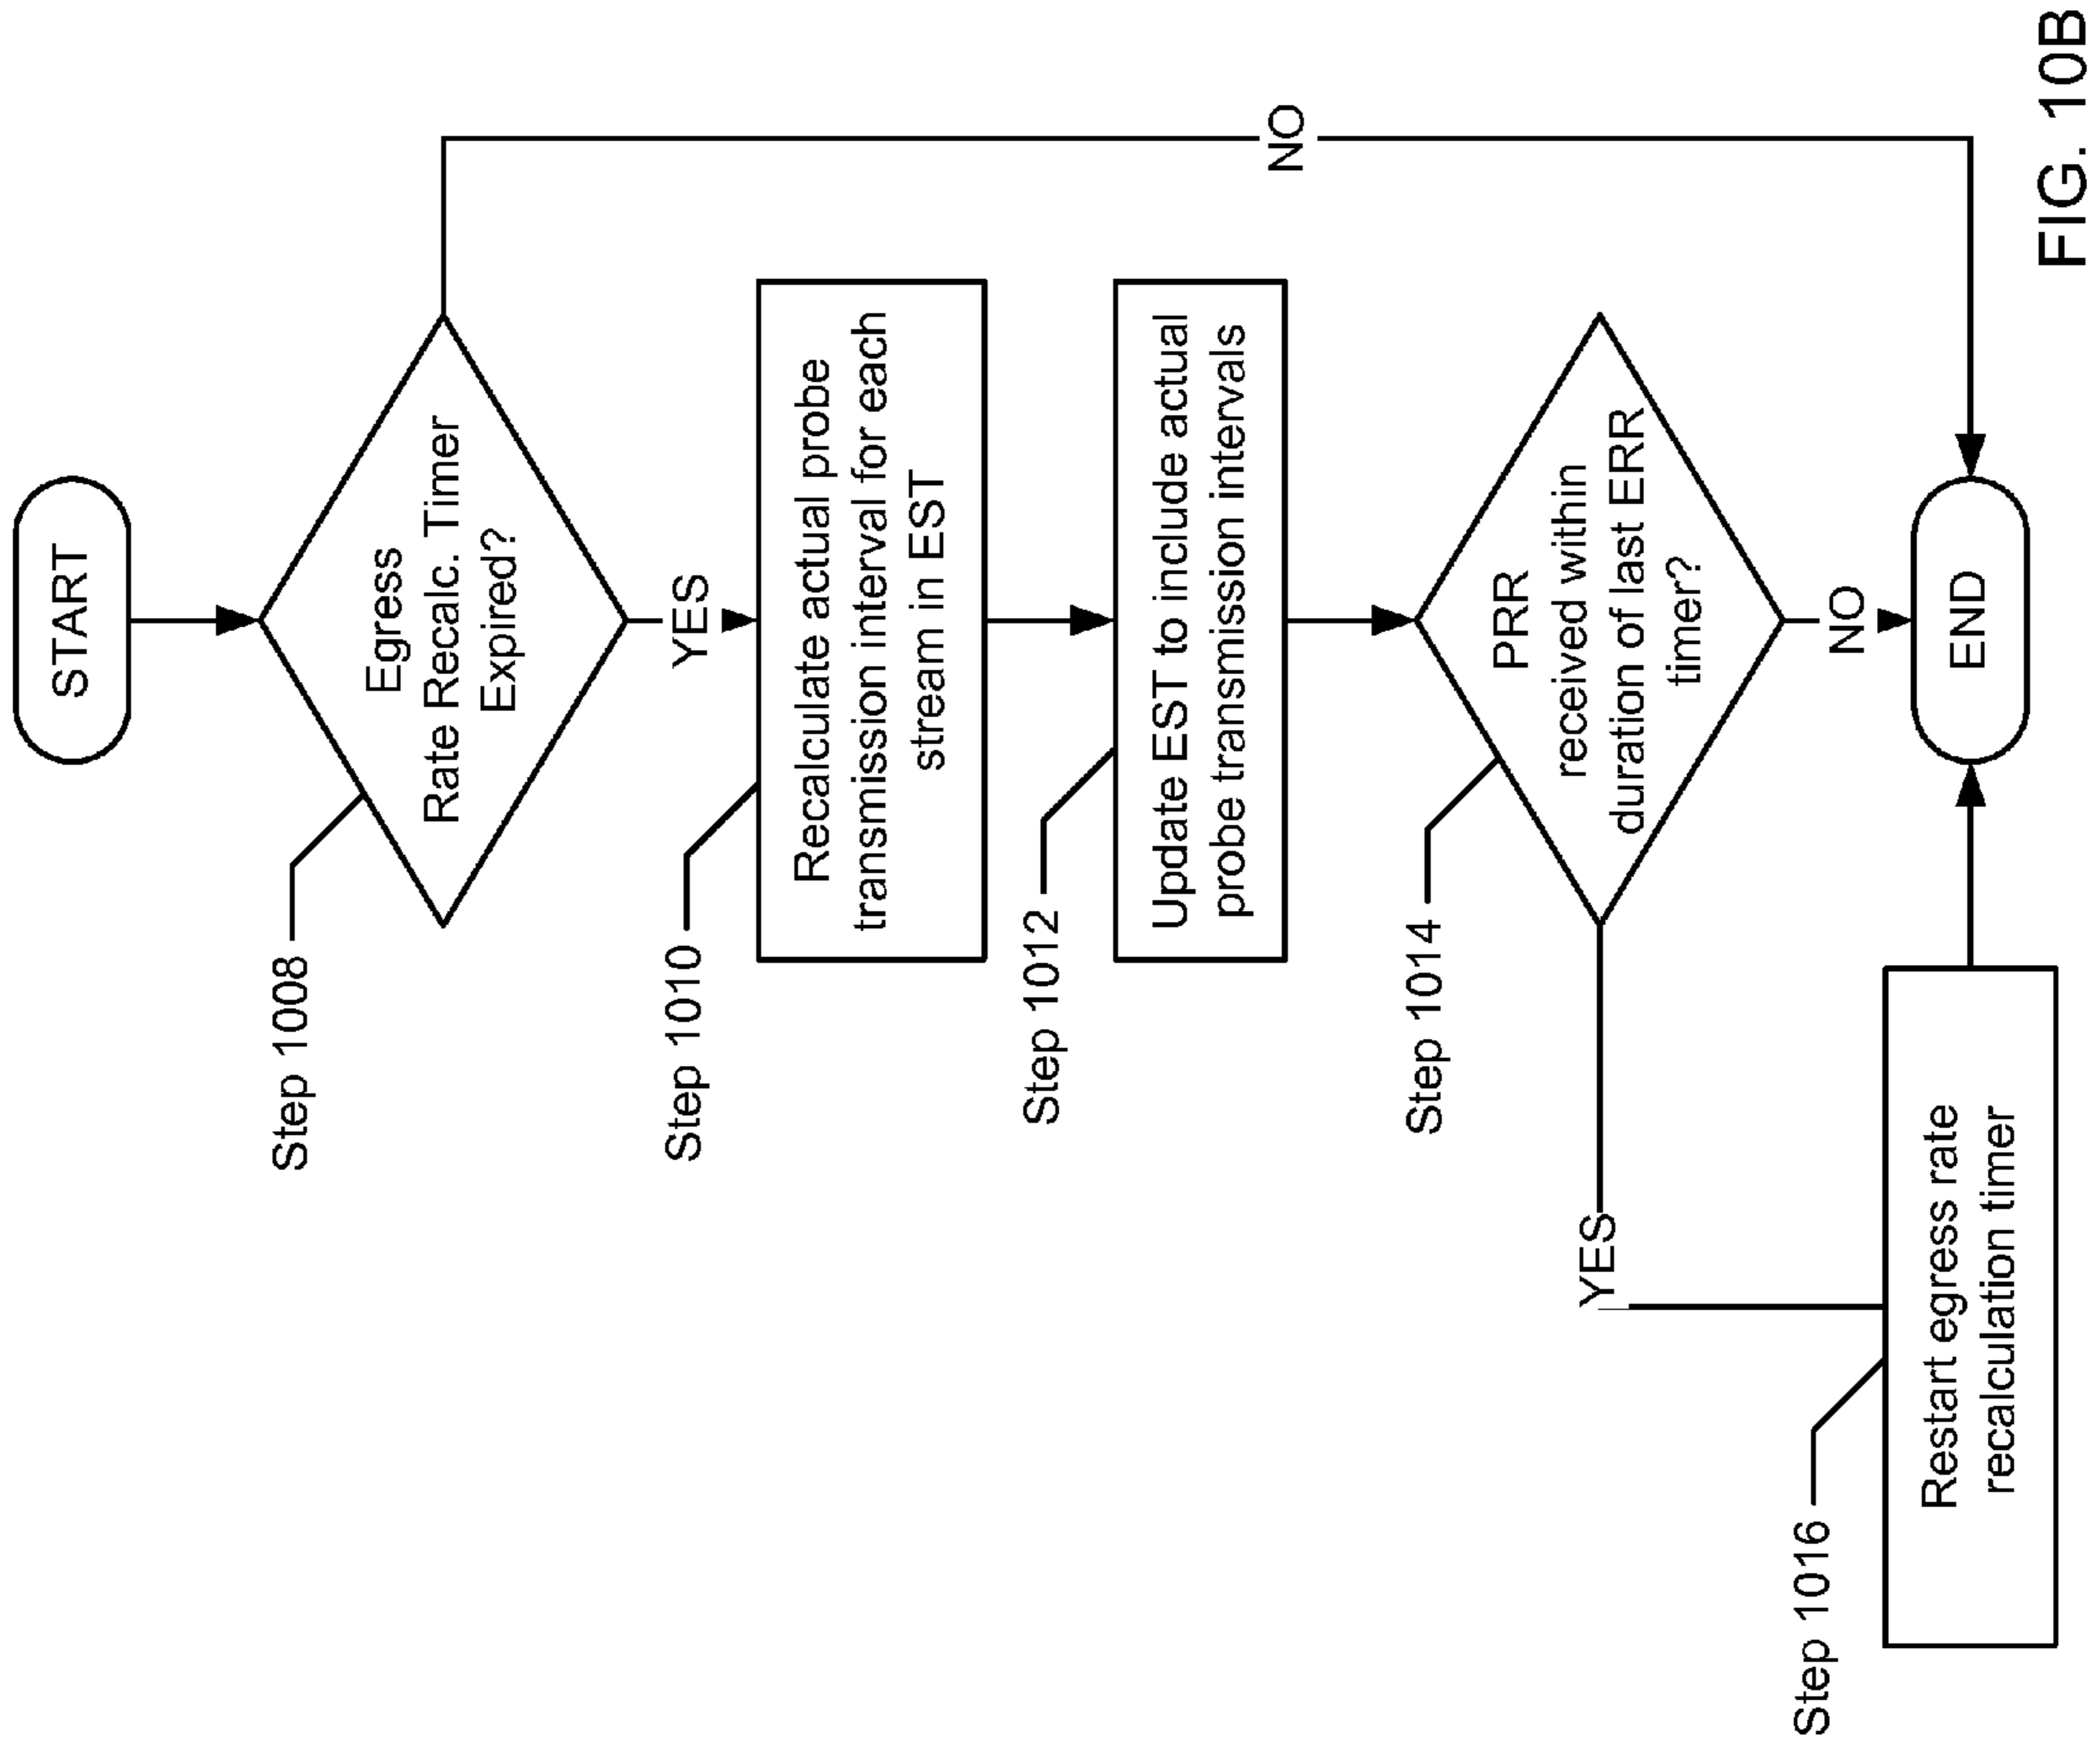 START
Step 1008
Egress
Rate Recalc. Timer
Expired?
YES
Step 1010
Recalculate actual probe
transmission interval for each
stream in EST
Step 1012
Update EST to include actual
probe transmission intervals
NO
Step 1014
PRR
received within
duration of last ERR
timer?
YES
NO
Step 1016
Restart egress rate
recalculation timer
END
FIG. 10B